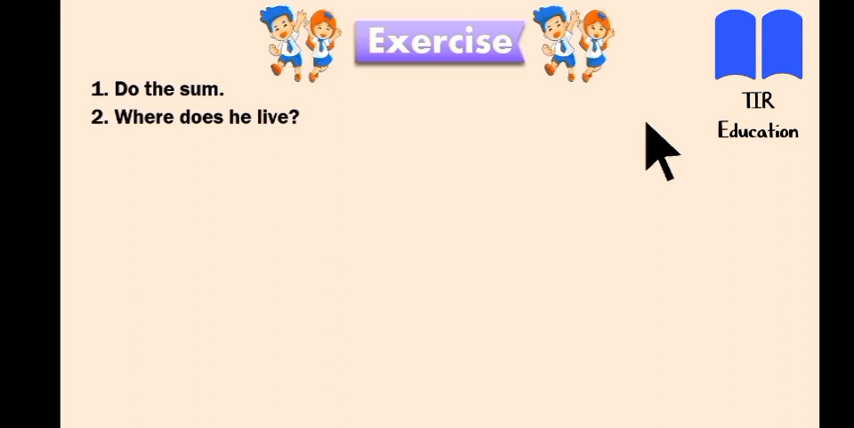 Exercise
1. Do the sum.
2. Where does he live?
TIR
Education